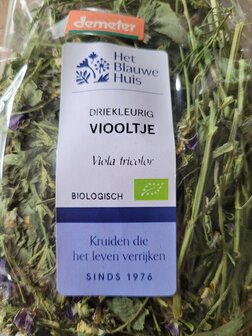 demeter
Het
Blauwe
Huis
DRIEKLEURIG
VIOOLTJE
Viola tricolor
BIOLOGISCH
Kruiden die
het leven verrijken
SINDS 1976